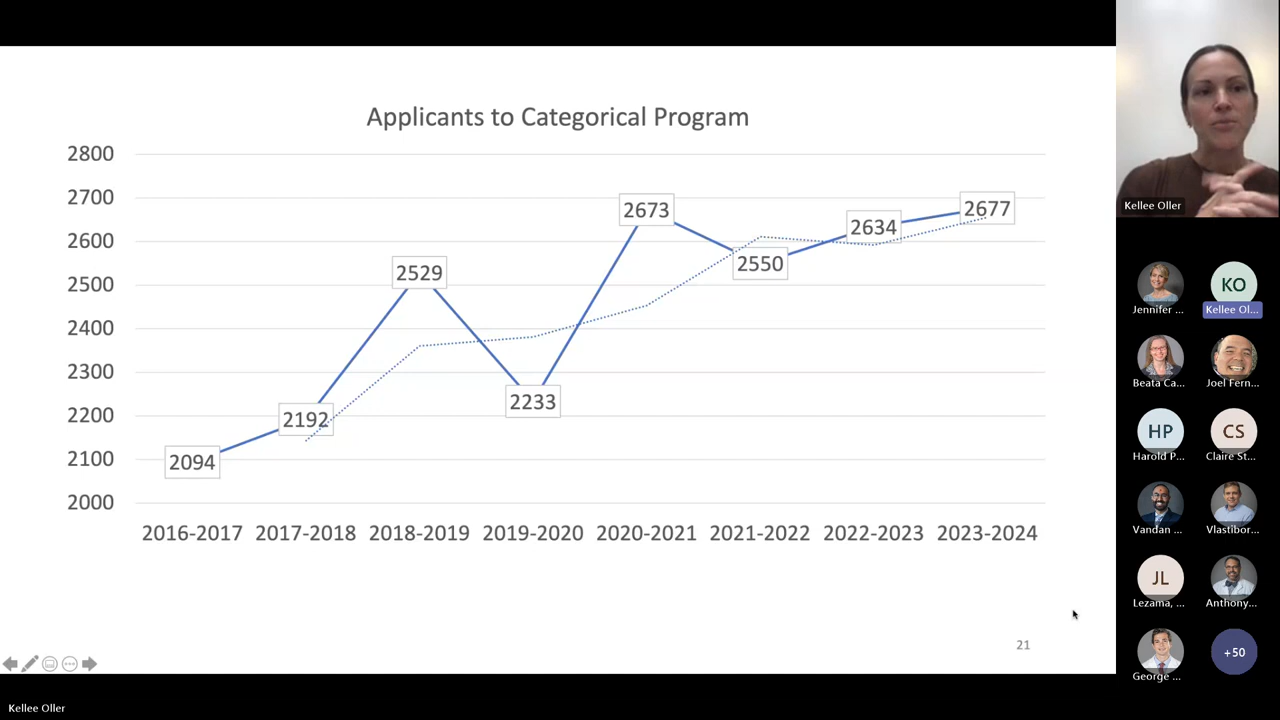 Applicants to Categorical Program
2800
2700
2600
2500
2400
2300
2200
2100
2000
2094
2192
2529
2233
2673
2550
2634
2677
2016-2017 2017-2018 2018-2019 2019-2020 2020-2021 2021-2022 2022-2023 2023-2024
21
Kellee Oller
Kellee Oller
Jennifer ...
KO
Kellee Ol...
Beata Ca...
Joel Fern...
HP
Harold P...
CS
Claire St...
Vandan ...
Vlastibor...
JL
Lezama, ...
Anthony...
George ...
+50